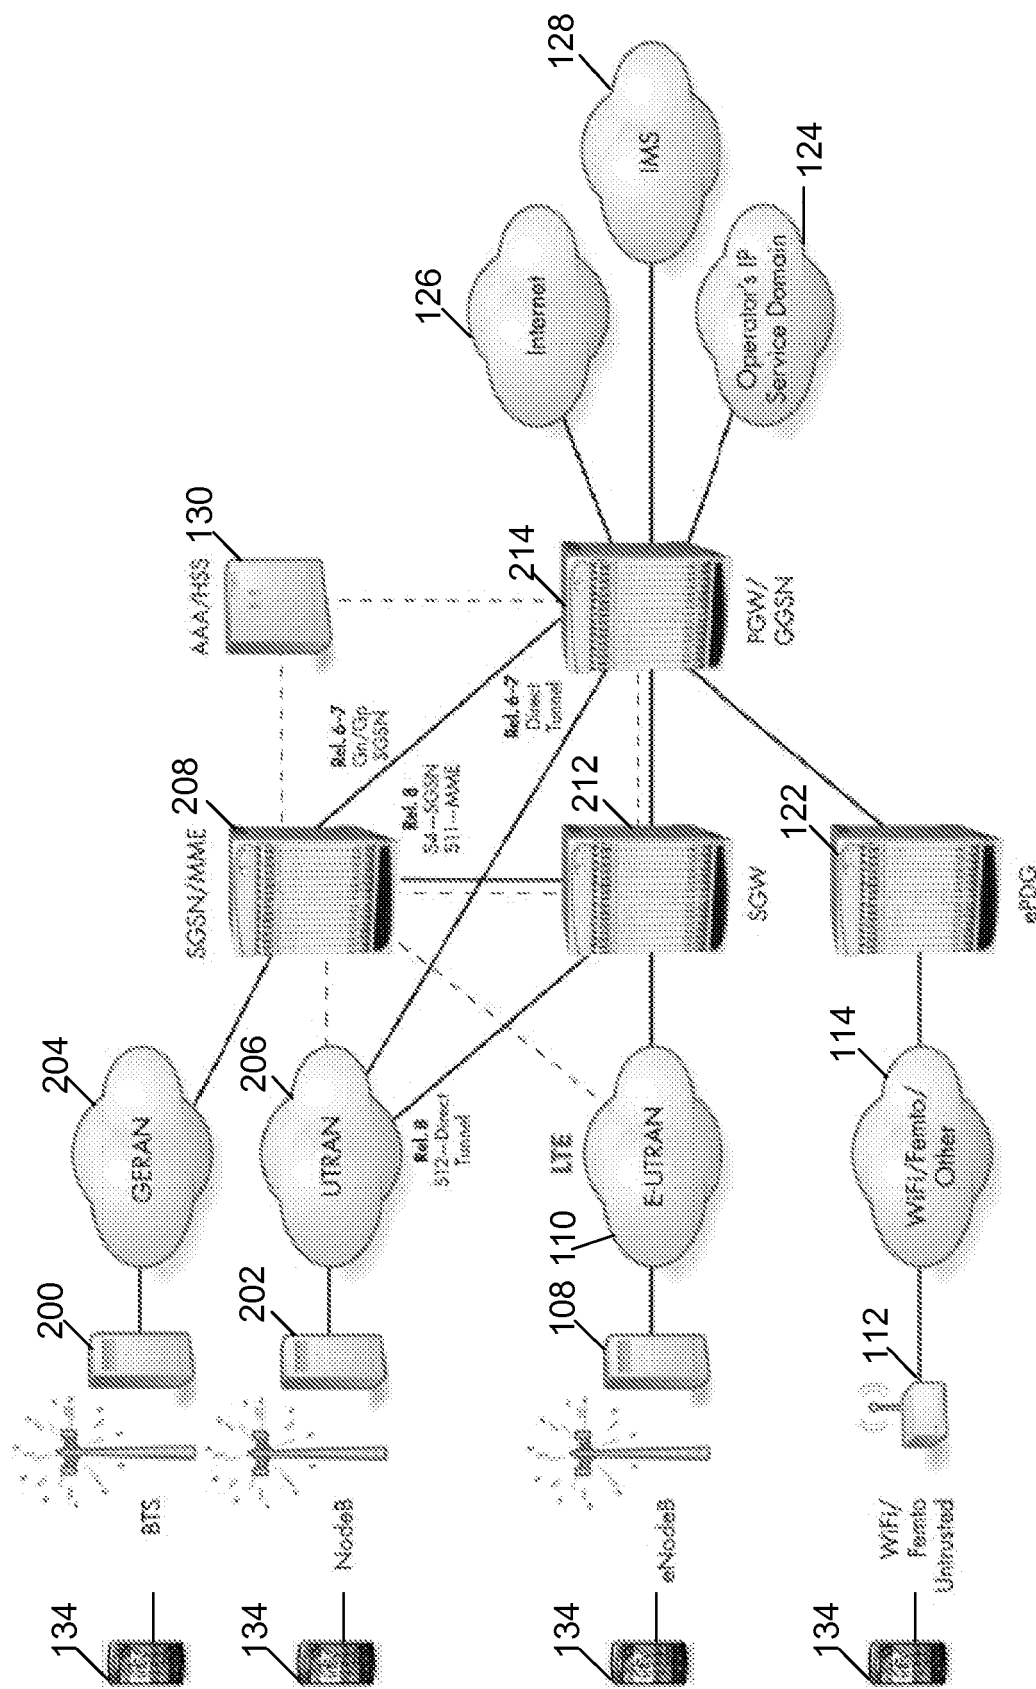 134
BTS
200
204
GERAN
SGSN/MME
208
AAA/HSS
130
134
NodeB
202
206
UTRAN
Rel. 6-7
Gn/Gp
SGSN
Rel. 8
S4—SGSN
S11—MME
Rel. 8
S12—Direct
Tunnel
Rel. 6-7
Direct
Tunnel
214
126
Internet
128
IMS
134
eNodeB
108
110
LTE
E-UTRAN
212
SGW
PGW/
GGSN
Operator's IP
Service Domain
124
134
WiFi/
Femto
Untrusted
112
114
WiFi/Femto/
Other
122
ePDG